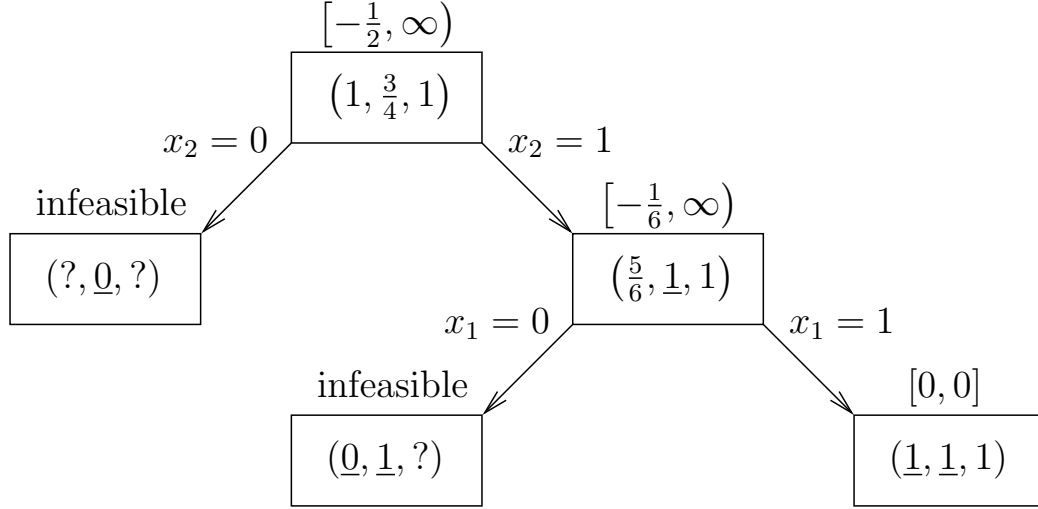 [−1/2, ∞)
(1, 3/4, 1)
x₂ = 0
x₂ = 1
infeasible
[−1/6, ∞)
(?, 0̲, ?)
(5/6, 1̲, 1)
x₁ = 0
x₁ = 1
infeasible
[0, 0]
(0̲, 1̲, ?)
(1̲, 1̲, 1)